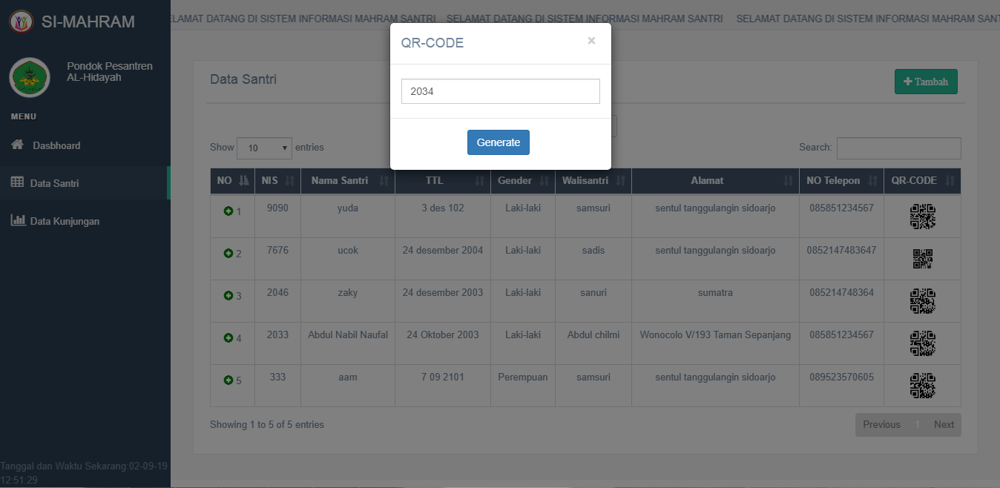 SI-MAHRAM
ELAMAT DATANG DI SISTEM INFORMASI MAHRAM SANTRI SELAMAT DATANG DI SISTEM INFORMASI MAHRAM SANTRI SELAMAT DATANG DI SISTEM INFORMASI MAHRAM SANT
Pondok Pesantren
AL-Hidayah
MENU
Dasbhoard
Data Santri
Data Kunjungan
Tanggal dan Waktu Sekarang:02-09-19
12:51:29
QR-CODE ×
2034
Generate
Data Santri
Tambah
Show 10 entries
Search:
NO NIS Nama Santri TTL Gender Walisantri Alamat NO Telepon QR-CODE
1 9090 yuda 3 des 102 Laki-laki samsuri sentul tanggulangin sidoarjo 085851234567
2 7676 ucok 24 desember 2004 Laki-laki sadis sentul tanggulangin sidoarjo 0852147483647
3 2046 zaky 24 desember 2003 Laki-laki sanuri sumatra 085214748364
4 2033 Abdul Nabil Naufal 24 Oktober 2003 Laki-laki Abdul chilmi Wonocolo V/193 Taman Sepanjang 085851234567
5 333 aam 7 09 2101 Perempuan samsuri sentul tanggulangin sidoarjo 089523570605
Showing 1 to 5 of 5 entries
Previous 1 Next